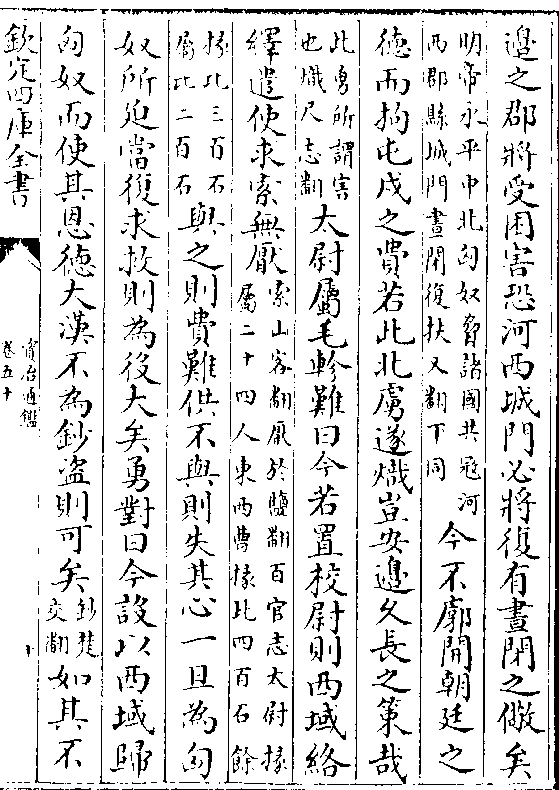 邉之郡將受困害恐河西城門必將復有晝閉之儆矣
明帝永平中北匈奴脅諸國共冦河
西郡縣城門晝閉復扶又翻下同
今不廓開朝廷之
德而拘屯戍之費若此北虜遂熾豈安邉久長之策哉
此勇所謂害
也熾尺志翻
太尉屬毛軫難曰今若置校尉則西域絡
繹遣使求索無厭
索山客翻厭於鹽翻百官志太尉掾
屬二十四人東西曹掾比四百石餘
掾比三百石
屬比二百石
與之則費難供不與則失其心一旦為匈
奴所廹當復求救則為役大矣勇對曰今設以西域歸
匈奴而使其恩德大漢不為鈔盗則可矣
鈔楚
交翻
如其不
欽定四庫全書
資治通鑑
卷五十